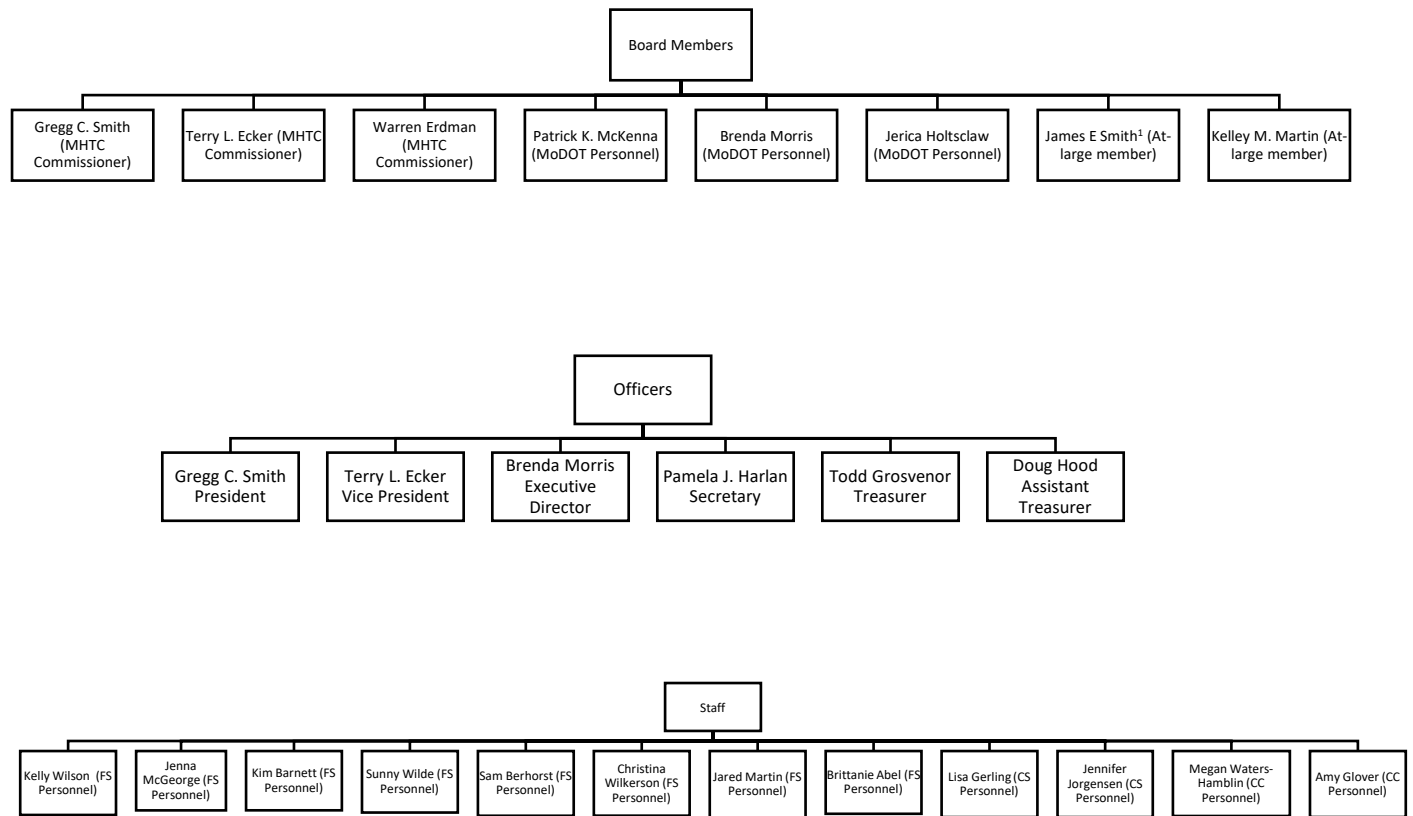 Board Members
Gregg C. Smith
(MHTC
Commissioner)
Terry L. Ecker (MHTC
Commissioner)
Warren Erdman
(MHTC
Commissioner)
Patrick K. McKenna
(MoDOT Personnel)
Brenda Morris
(MoDOT Personnel)
Jerica Holtsclaw
(MoDOT Personnel)
James E Smith¹ (At-
large member)
Kelley M. Martin (At-
large member)
Officers
Gregg C. Smith
President
Terry L. Ecker
Vice President
Brenda Morris
Executive
Director
Pamela J. Harlan
Secretary
Todd Grosvenor
Treasurer
Doug Hood
Assistant
Treasurer
Staff
Kelly Wilson (FS
Personnel)
Jenna
McGeorge (FS
Personnel)
Kim Barnett (FS
Personnel)
Sunny Wilde (FS
Personnel)
Sam Berhorst (FS
Personnel)
Christina
Wilkerson (FS
Personnel)
Jared Martin (FS
Personnel)
Brittanie Abel (FS
Personnel)
Lisa Gerling (CS
Personnel)
Jennifer
Jorgensen (CS
Personnel)
Megan Waters-
Hamblin (CC
Personnel)
Amy Glover (CC
Personnel)